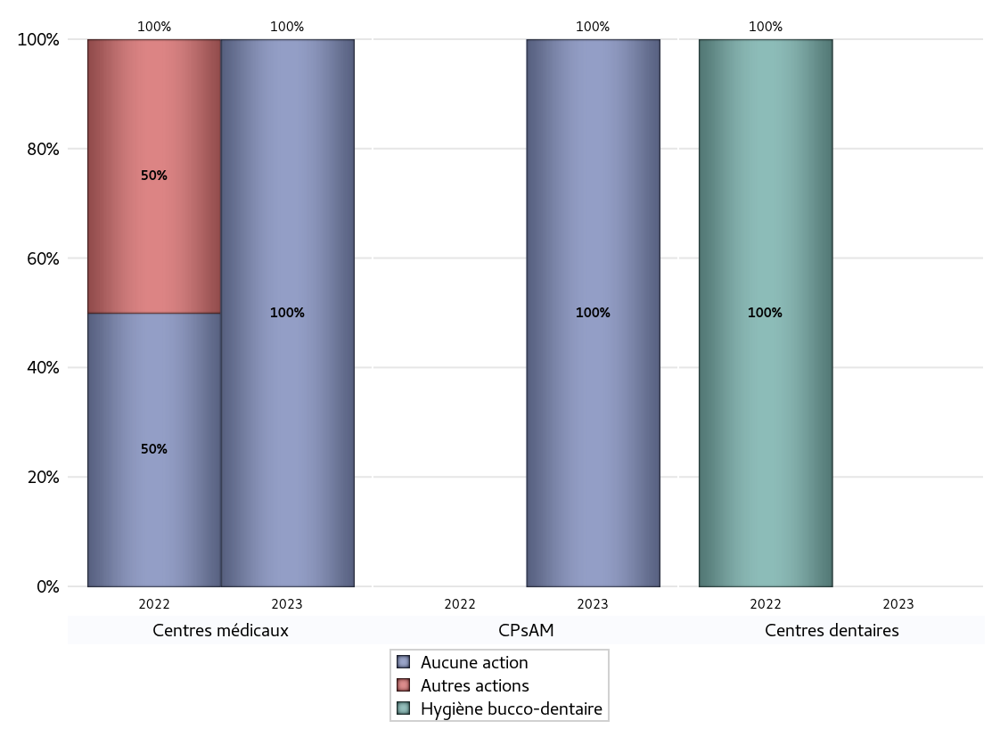 100% 100% 100% 100%
100%
80%
50%
60%
100% 100% 100%
40%
50%
20%
0%
2022 2023 2022 2023 2022 2023
Centres médicaux CPsAM Centres dentaires
Aucune action
Autres actions
Hygiène bucco-dentaire